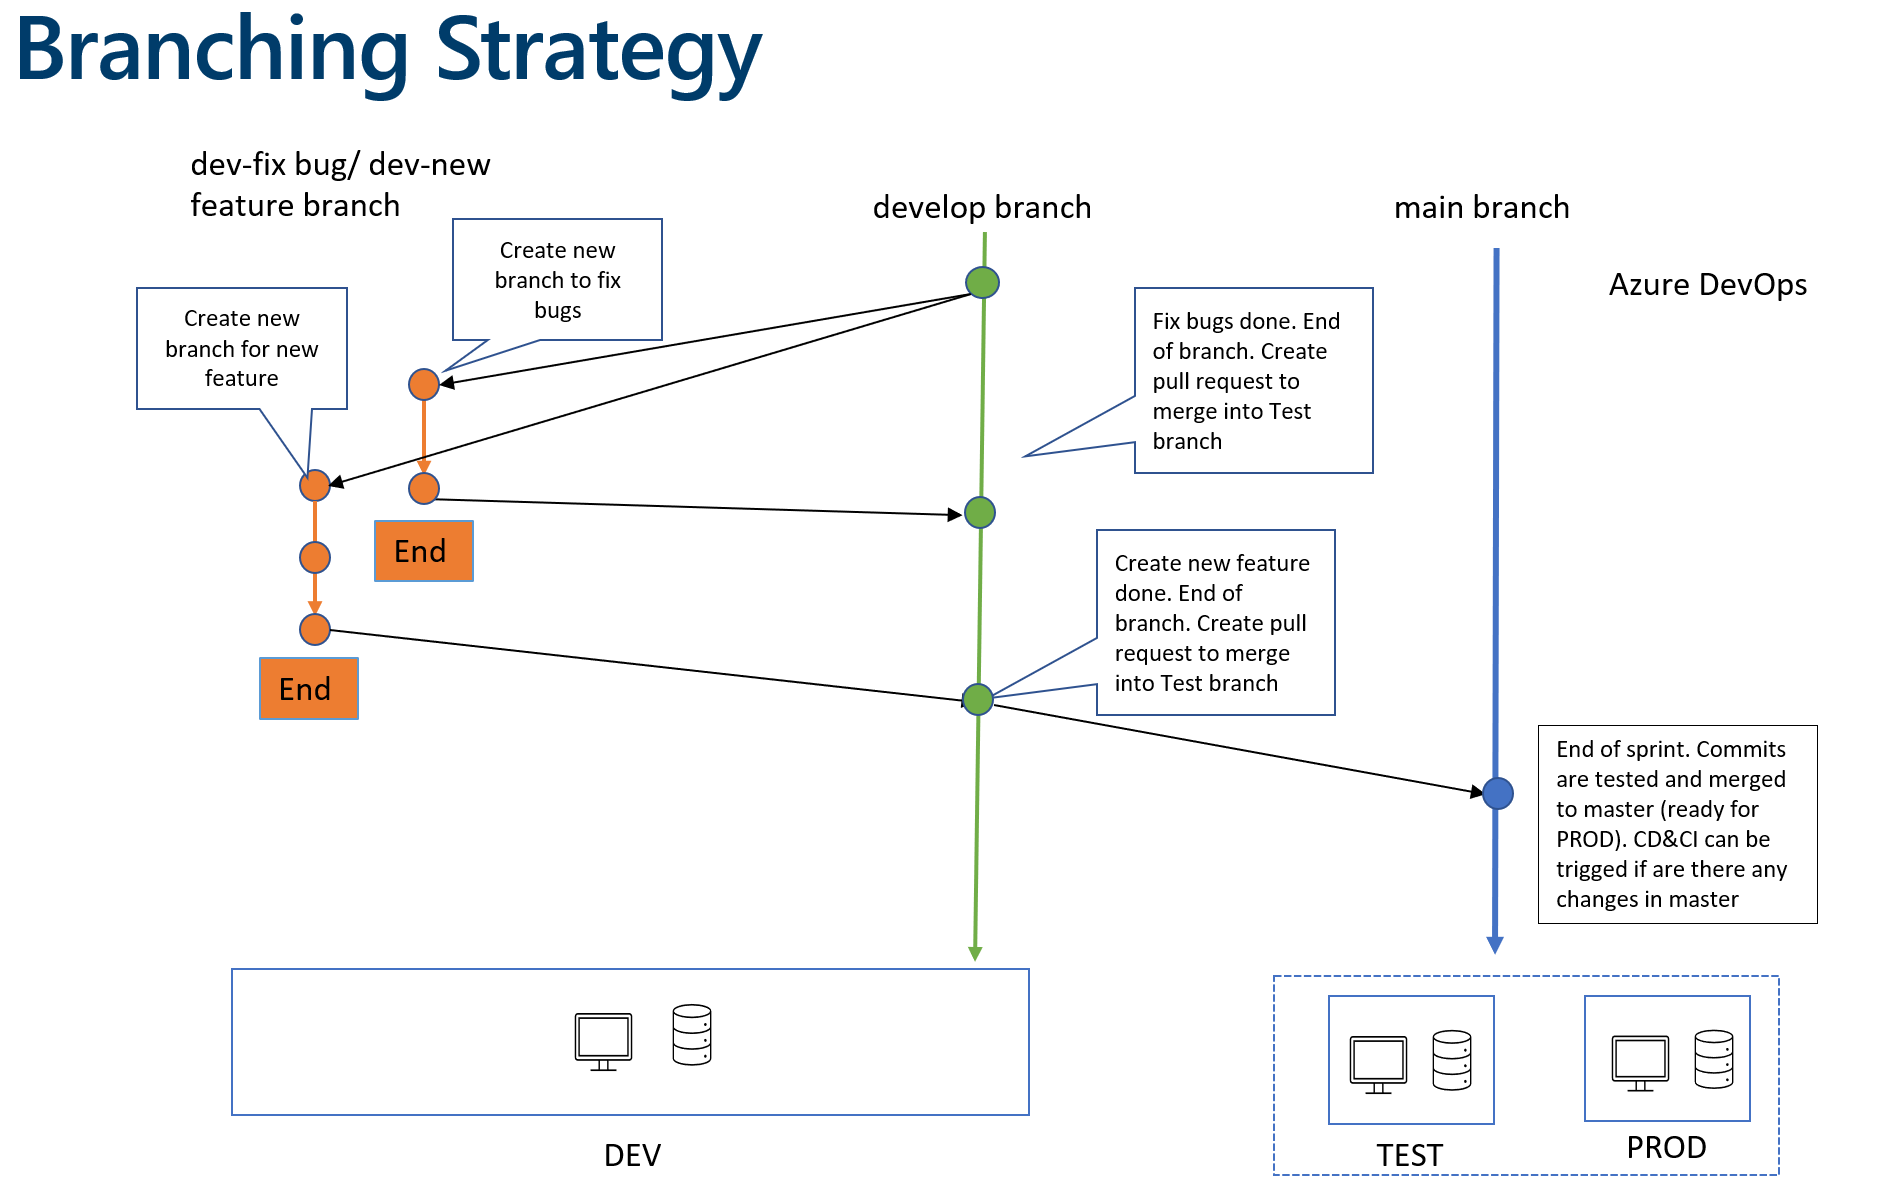 Branching Strategy
dev-fix bug/ dev-new
feature branch
develop branch
main branch
Azure DevOps
Create new
branch to fix
bugs
Create new
branch for new
feature
Fix bugs done. End
of branch. Create
pull request to
merge into Test
branch
End
Create new feature
done. End of
branch. Create pull
request to merge
into Test branch
End
End of sprint. Commits
are tested and merged
to master (ready for
PROD). CD&CI can be
trigged if are there any
changes in master
DEV
TEST
PROD